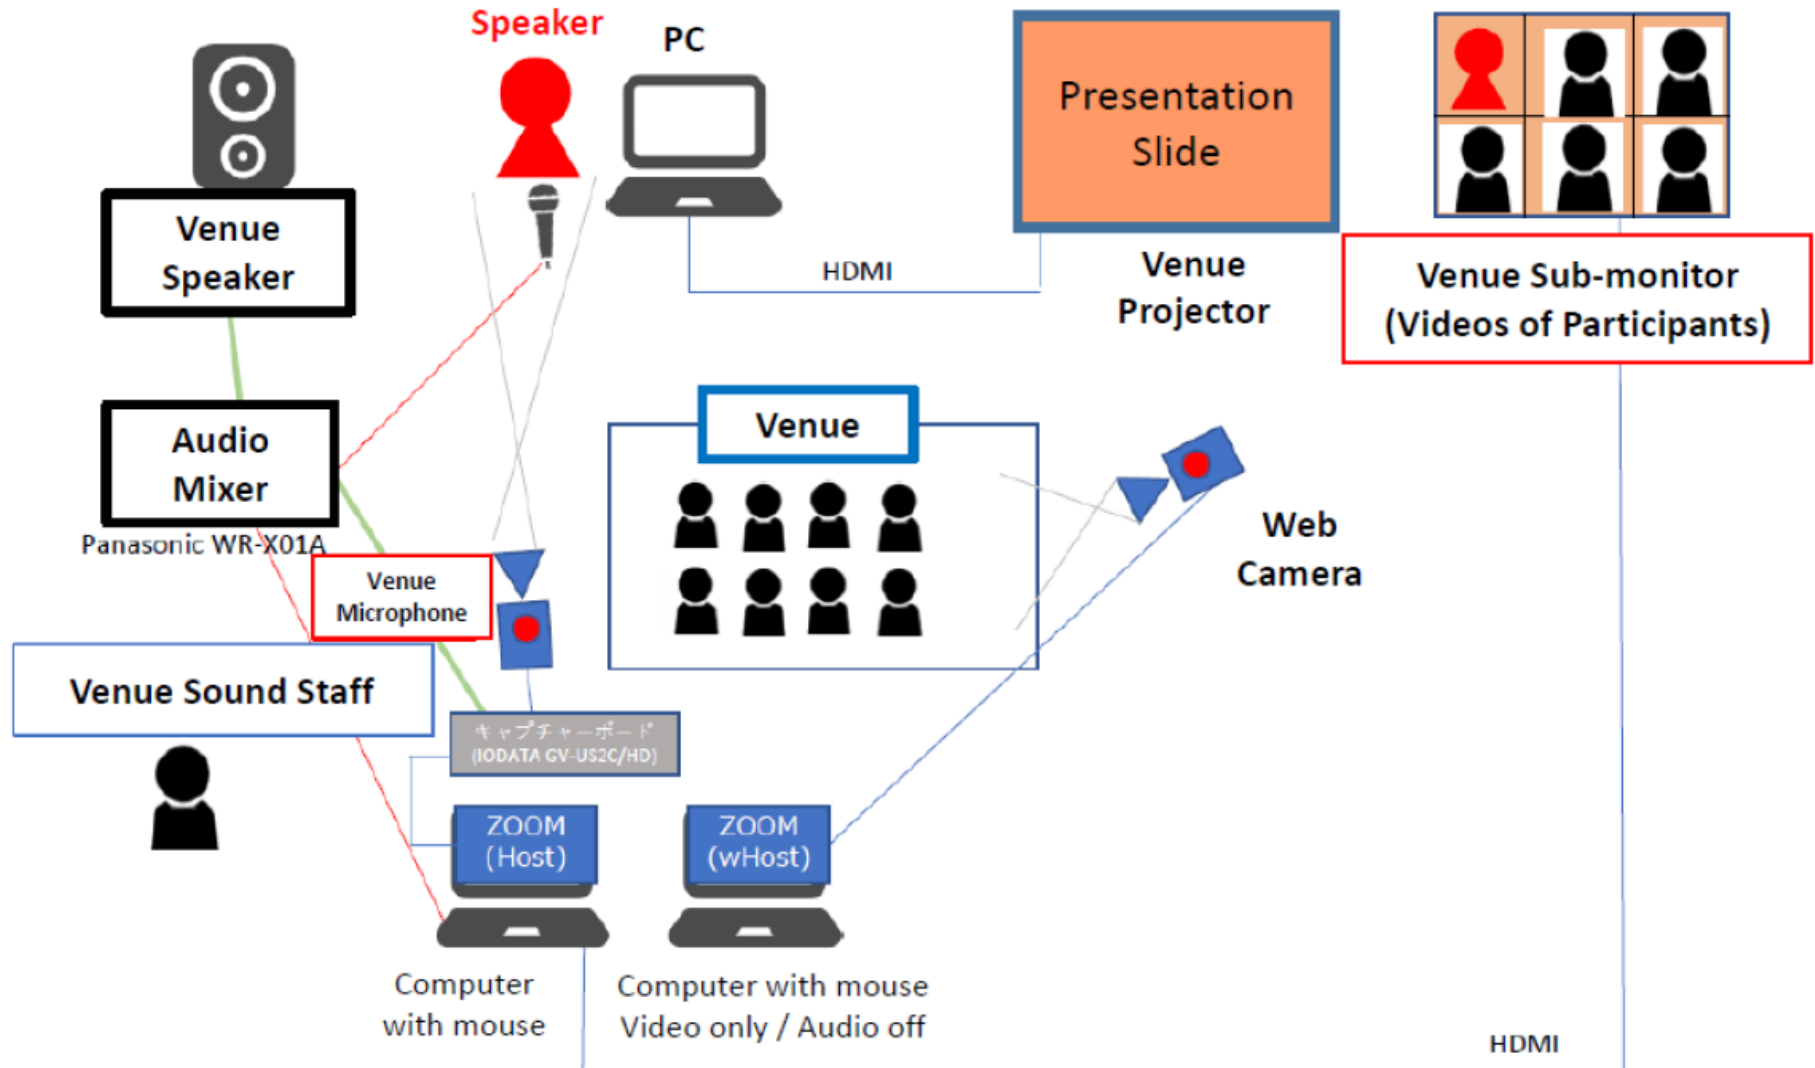 Speaker
PC
Presentation
Slide
Venue
Speaker
HDMI
Venue
Projector
Venue Sub-monitor
(Videos of Participants)
Audio
Mixer
Panasonic WR-X01A
Venue
Web
Camera
Venue
Microphone
Venue Sound Staff
キャプチャーボード
(IODATA GV-US2C/HD)
ZOOM
(Host)
ZOOM
(wHost)
Computer
with mouse
Computer with mouse
Video only / Audio off
HDMI